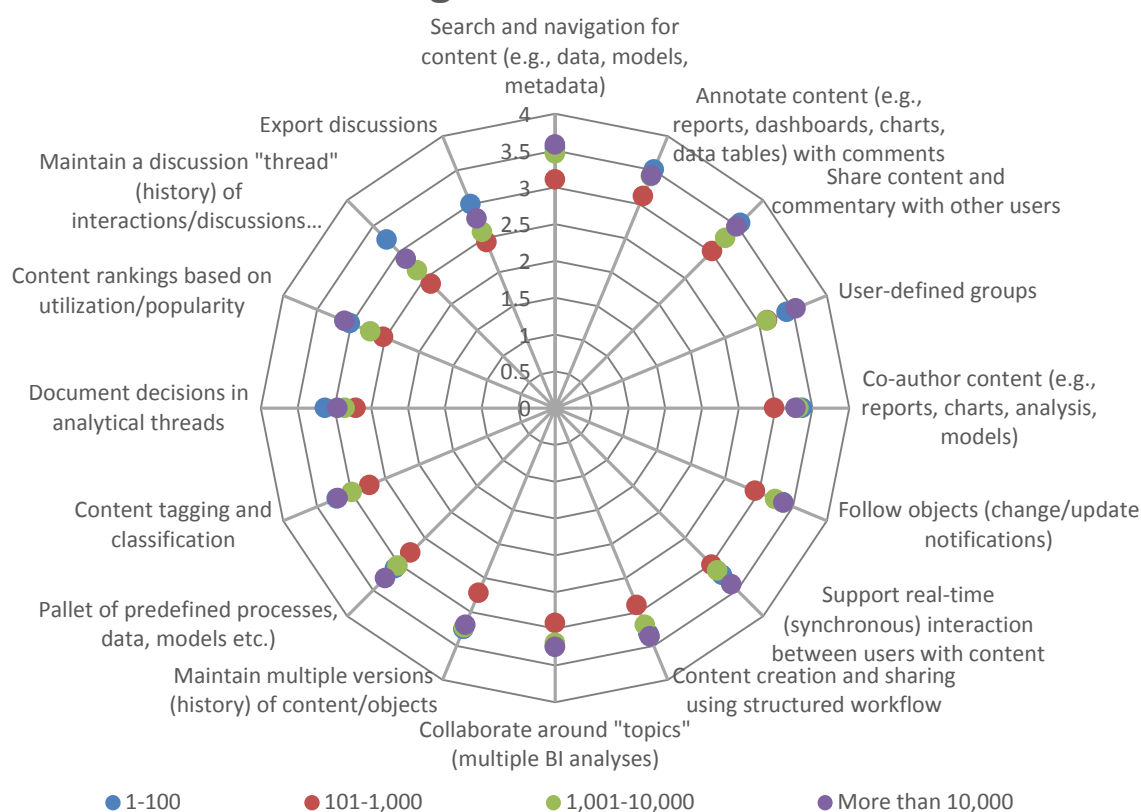 Search and navigation for
content (e.g., data, models,
metadata)
Annotate content (e.g.,
reports, dashboards, charts,
data tables) with comments
Share content and
commentary with other users
User-defined groups
Co-author content (e.g.,
reports, charts, analysis,
models)
Follow objects (change/update
notifications)
Support real-time
(synchronous) interaction
between users with content
Content creation and sharing
using structured workflow
Collaborate around "topics"
(multiple BI analyses)
Maintain multiple versions
(history) of content/objects
Pallet of predefined processes,
data, models etc.)
Content tagging and
classification
Document decisions in
analytical threads
Content rankings based on
utilization/popularity
Maintain a discussion "thread"
(history) of
interactions/discussions...
Export discussions
4
3.5
3
2.5
2
1.5
1
0.5
0
1-100
101-1,000
1,001-10,000
More than 10,000